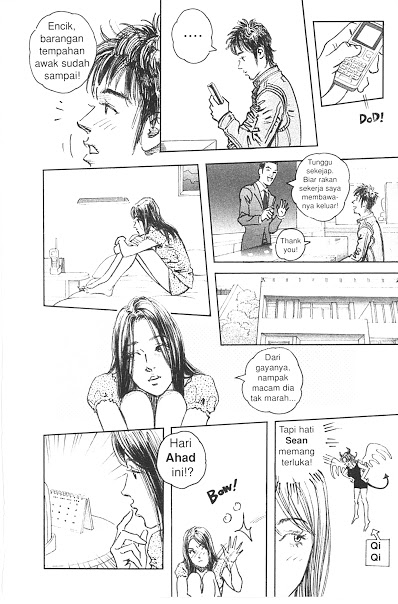 Encik,
barangan
tempahan
awak sudah
sampai!
....
DOD!
Tunggu
sekejap.
Biar rakan
sekerja saya
membawa-
nya keluar!
Thank
you!
Dari
gayanya,
nampak
macam dia
tak marah...
Hari
Ahad
ini!?
BaW!
Tapi hati
Sean
memang
terluka!
Qi
Qi